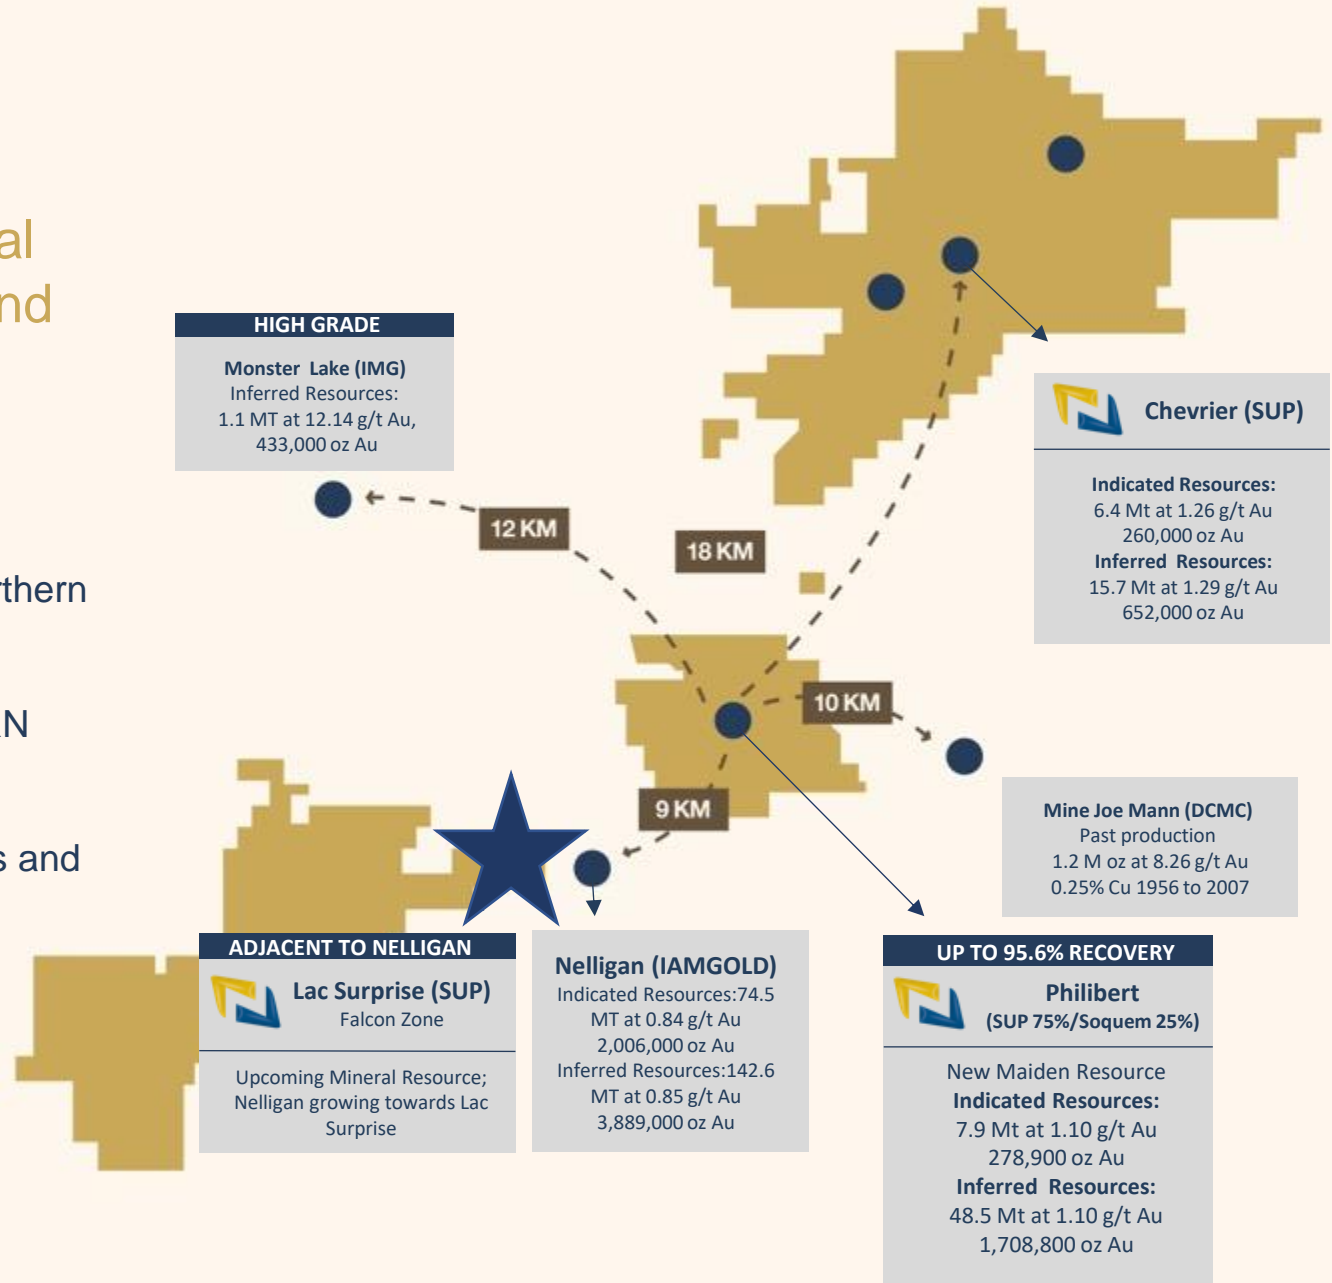 al
nd
rthern
AN
s and
HIGH GRADE
Monster Lake (IMG)
Inferred Resources:
1.1 MT at 12.14 g/t Au,
433,000 oz Au
12 KM
18 KM
10 KM
9 KM
Chevrier (SUP)
Indicated Resources:
6.4 Mt at 1.26 g/t Au
260,000 oz Au
Inferred Resources:
15.7 Mt at 1.29 g/t Au
652,000 oz Au
Mine Joe Mann (DCMC)
Past production
1.2 M oz at 8.26 g/t Au
0.25% Cu 1956 to 2007
ADJACENT TO NELLIGAN
Lac Surprise (SUP)
Falcon Zone
Upcoming Mineral Resource;
Nelligan growing towards Lac
Surprise
Nelligan (IAMGOLD)
Indicated Resources:74.5
MT at 0.84 g/t Au
2,006,000 oz Au
Inferred Resources:142.6
MT at 0.85 g/t Au
3,889,000 oz Au
UP TO 95.6% RECOVERY
Philibert
(SUP 75%/Soquem 25%)
New Maiden Resource
Indicated Resources:
7.9 Mt at 1.10 g/t Au
278,900 oz Au
Inferred Resources:
48.5 Mt at 1.10 g/t Au
1,708,800 oz Au